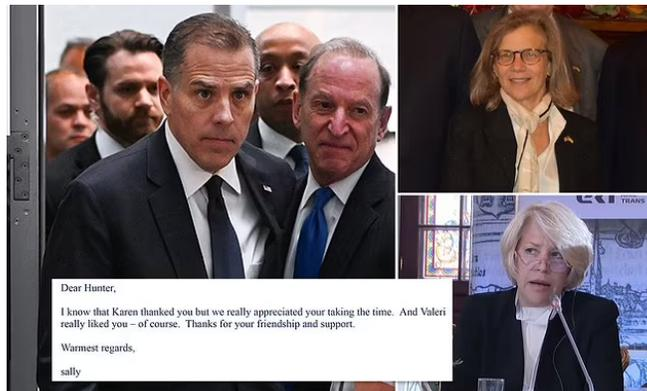 TRANS
Dear Hunter,
I know that Karen thanked you but we really appreciated your taking the time. And Valeri
really liked you – of course. Thanks for your friendship and support.
Warmest regards,
sally